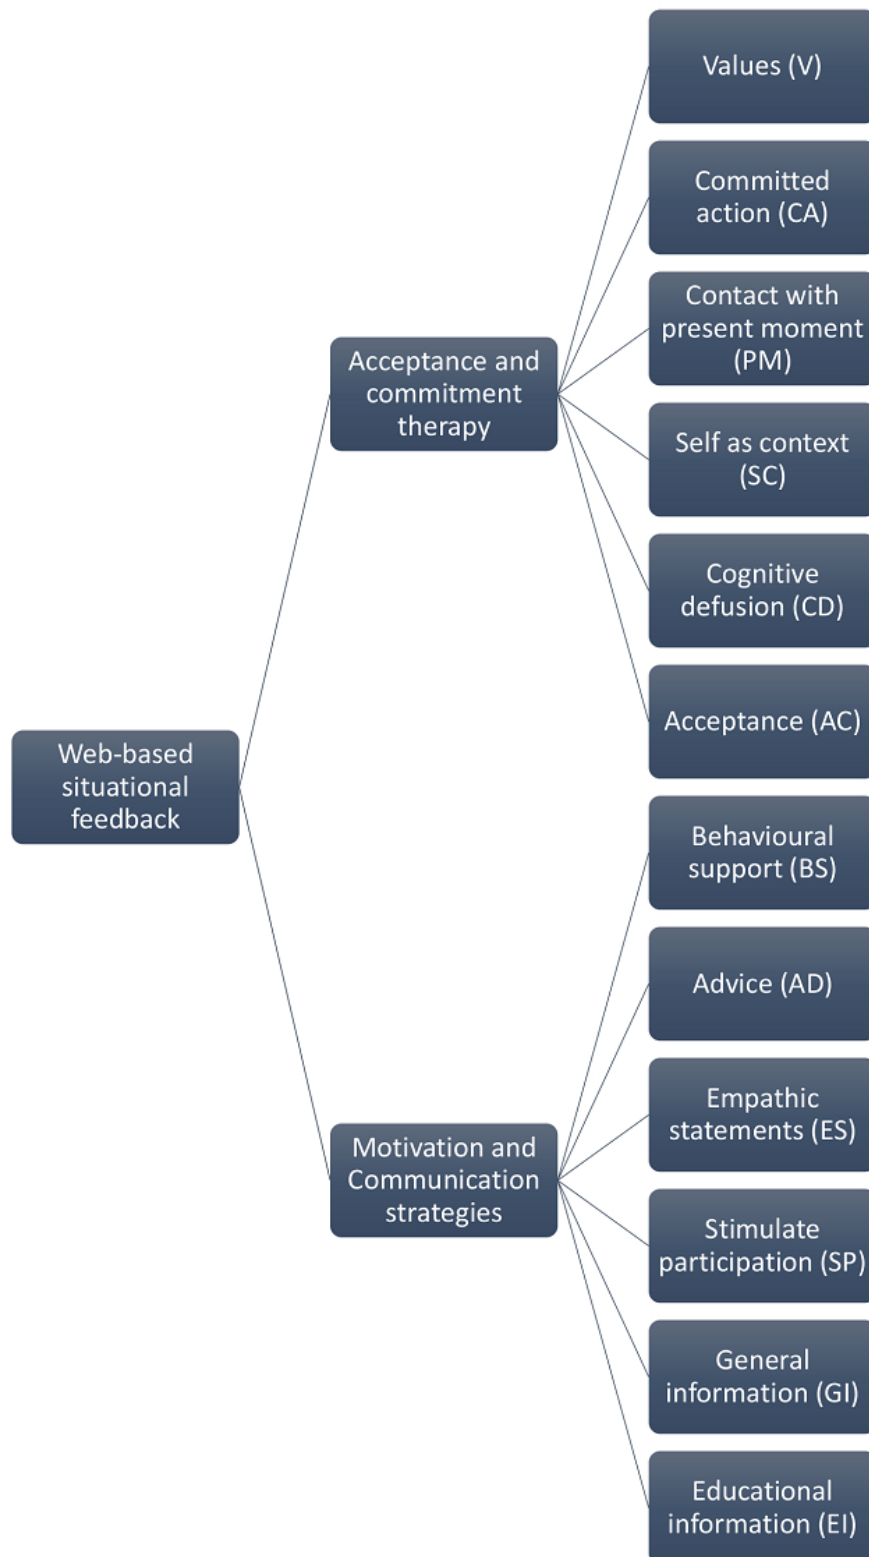 Web-based
situational
feedback
Acceptance and
commitment
therapy
Values (V)
Committed
action (CA)
Contact with
present moment
(PM)
Self as context
(SC)
Cognitive
defusion (CD)
Acceptance (AC)
Motivation and
Communication
strategies
Behavioural
support (BS)
Advice (AD)
Empathic
statements (ES)
Stimulate
participation (SP)
General
information (GI)
Educational
information (EI)